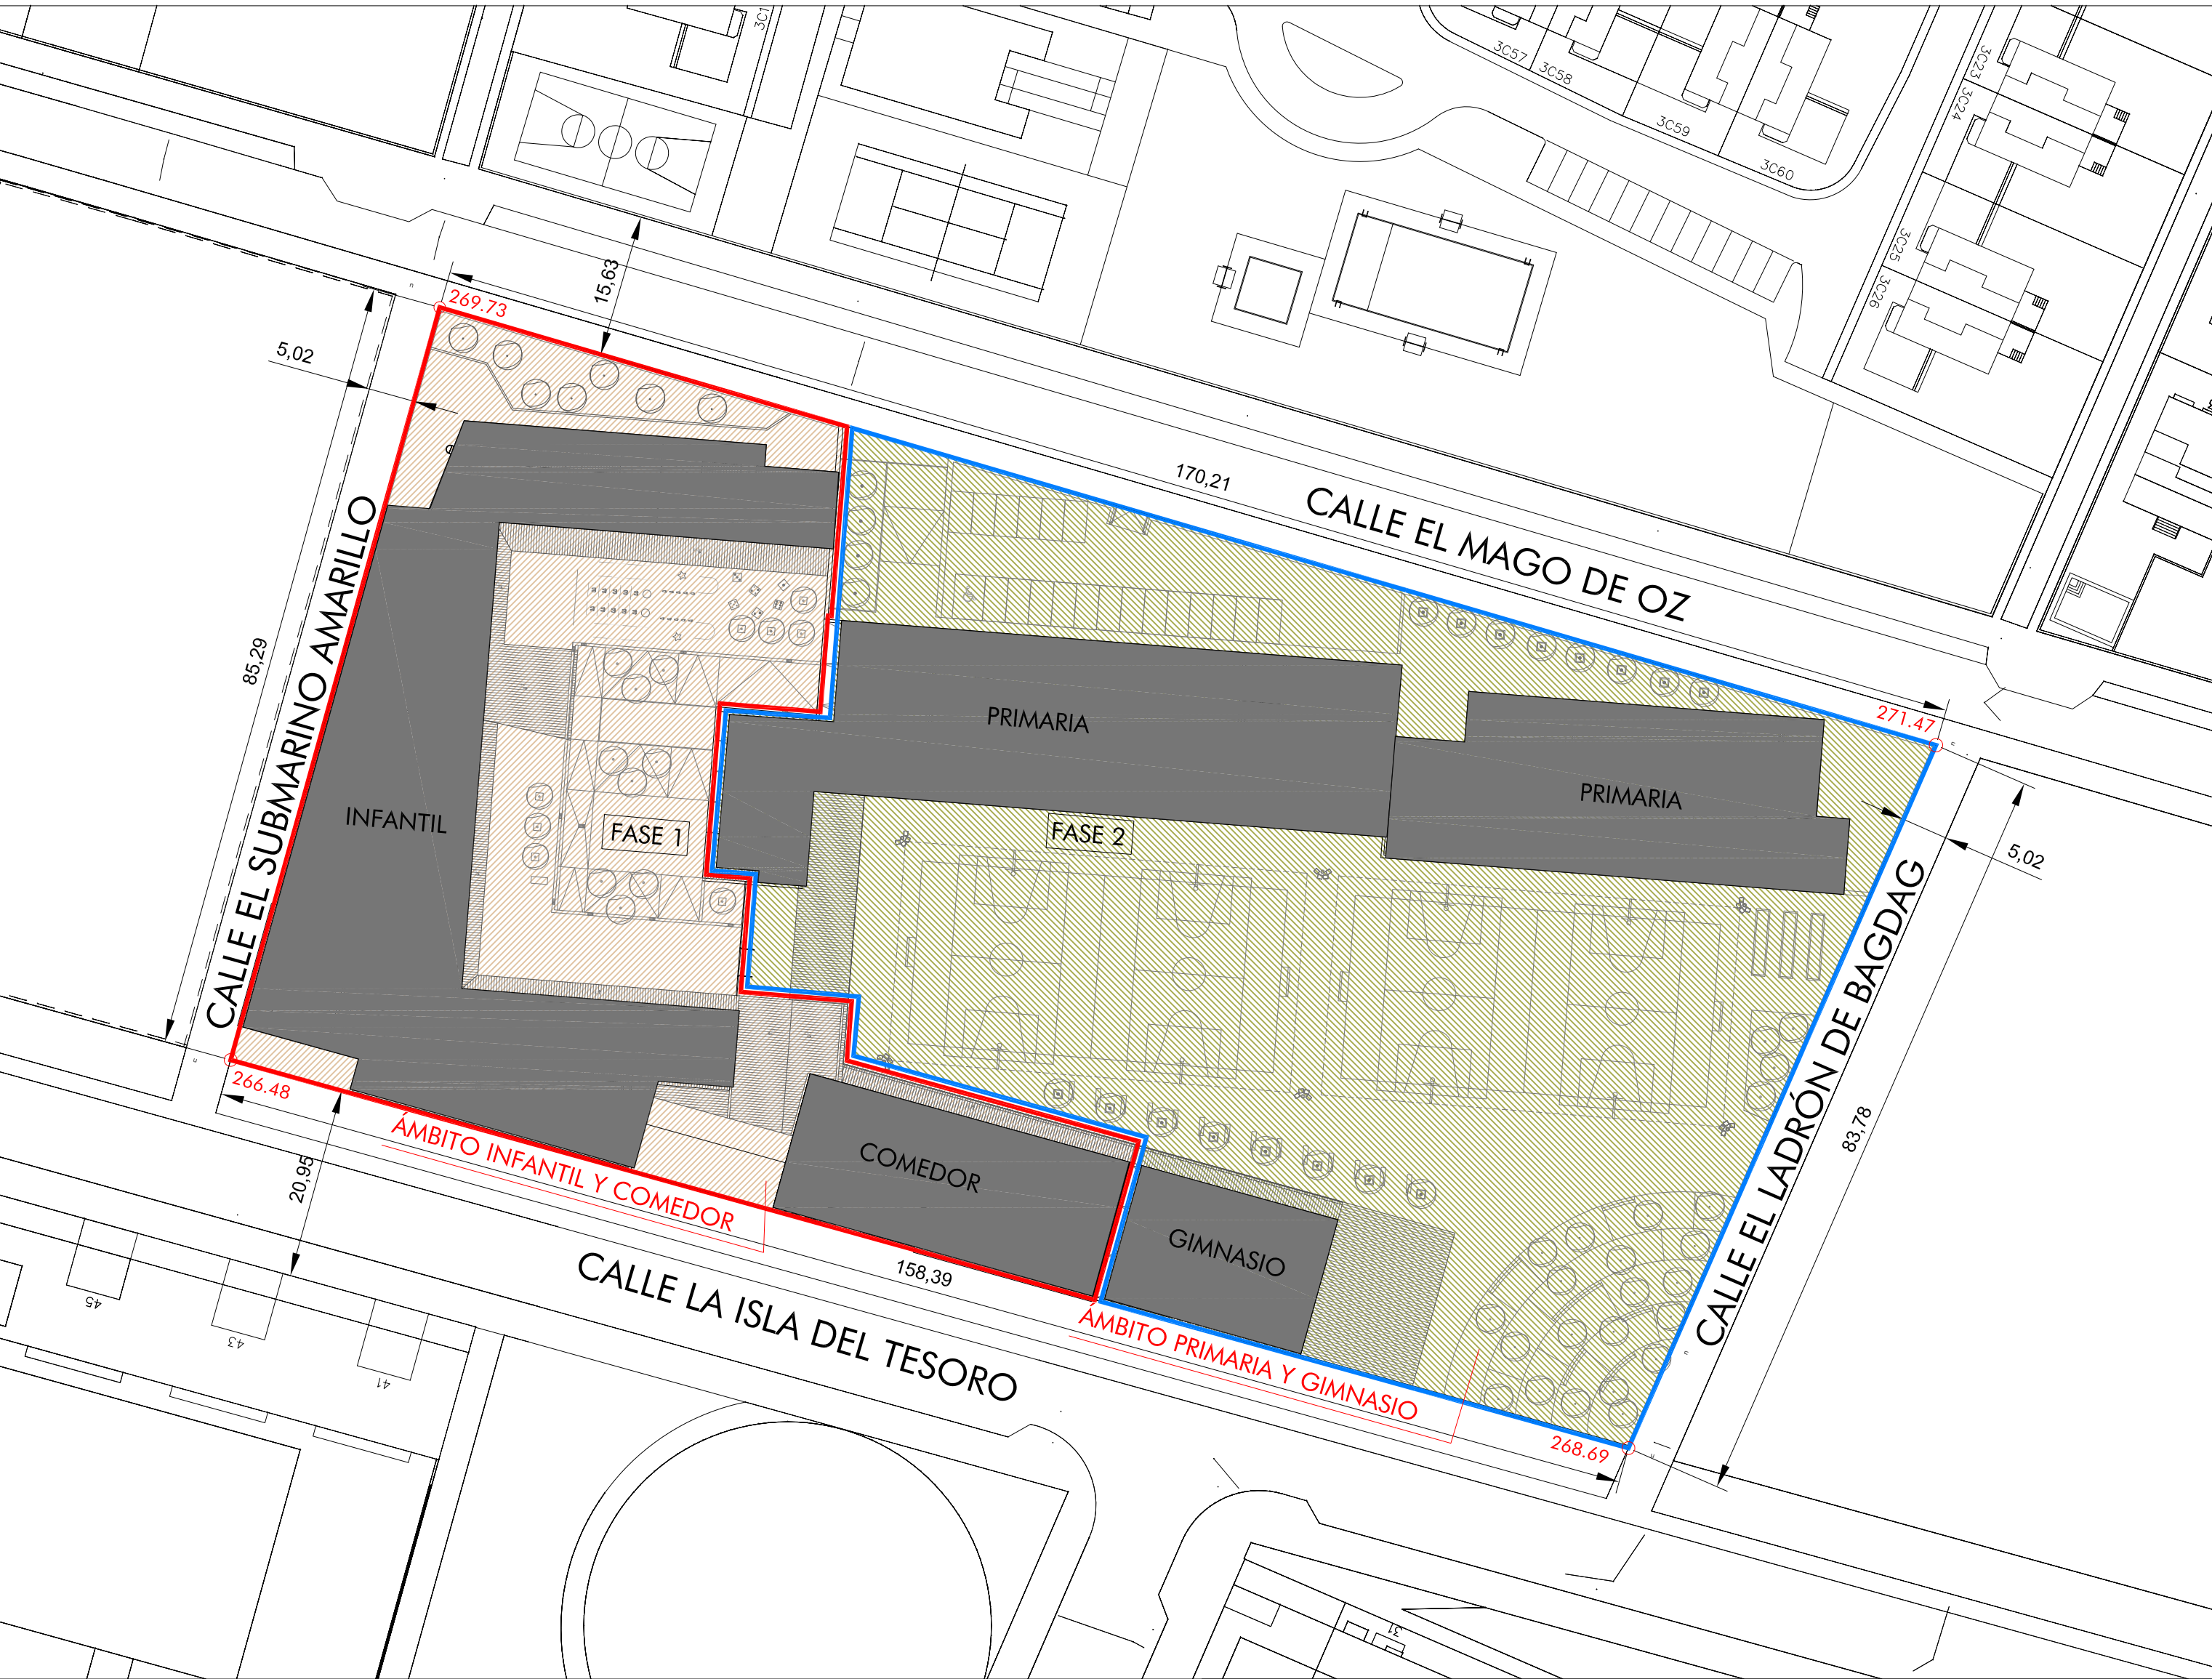 3C1
3C57
3C58
3C59
3C60
3C23
3C24
3C25
3C26
15,63
269.73
5,02
170,21
CALLE EL MAGO DE OZ
CALLE EL SUBMARINO AMARILLO
85,29
271.47
PRIMARIA
PRIMARIA
INFANTIL
FASE 1
FASE 2
5,02
CALLE EL LADRÓN DE BAGDAG
83,78
266.48
ÁMBITO INFANTIL Y COMEDOR
20,95
COMEDOR
GIMNASIO
158,39
CALLE LA ISLA DEL TESORO
ÁMBITO PRIMARIA Y GIMNASIO
268.69
45
43
41
31